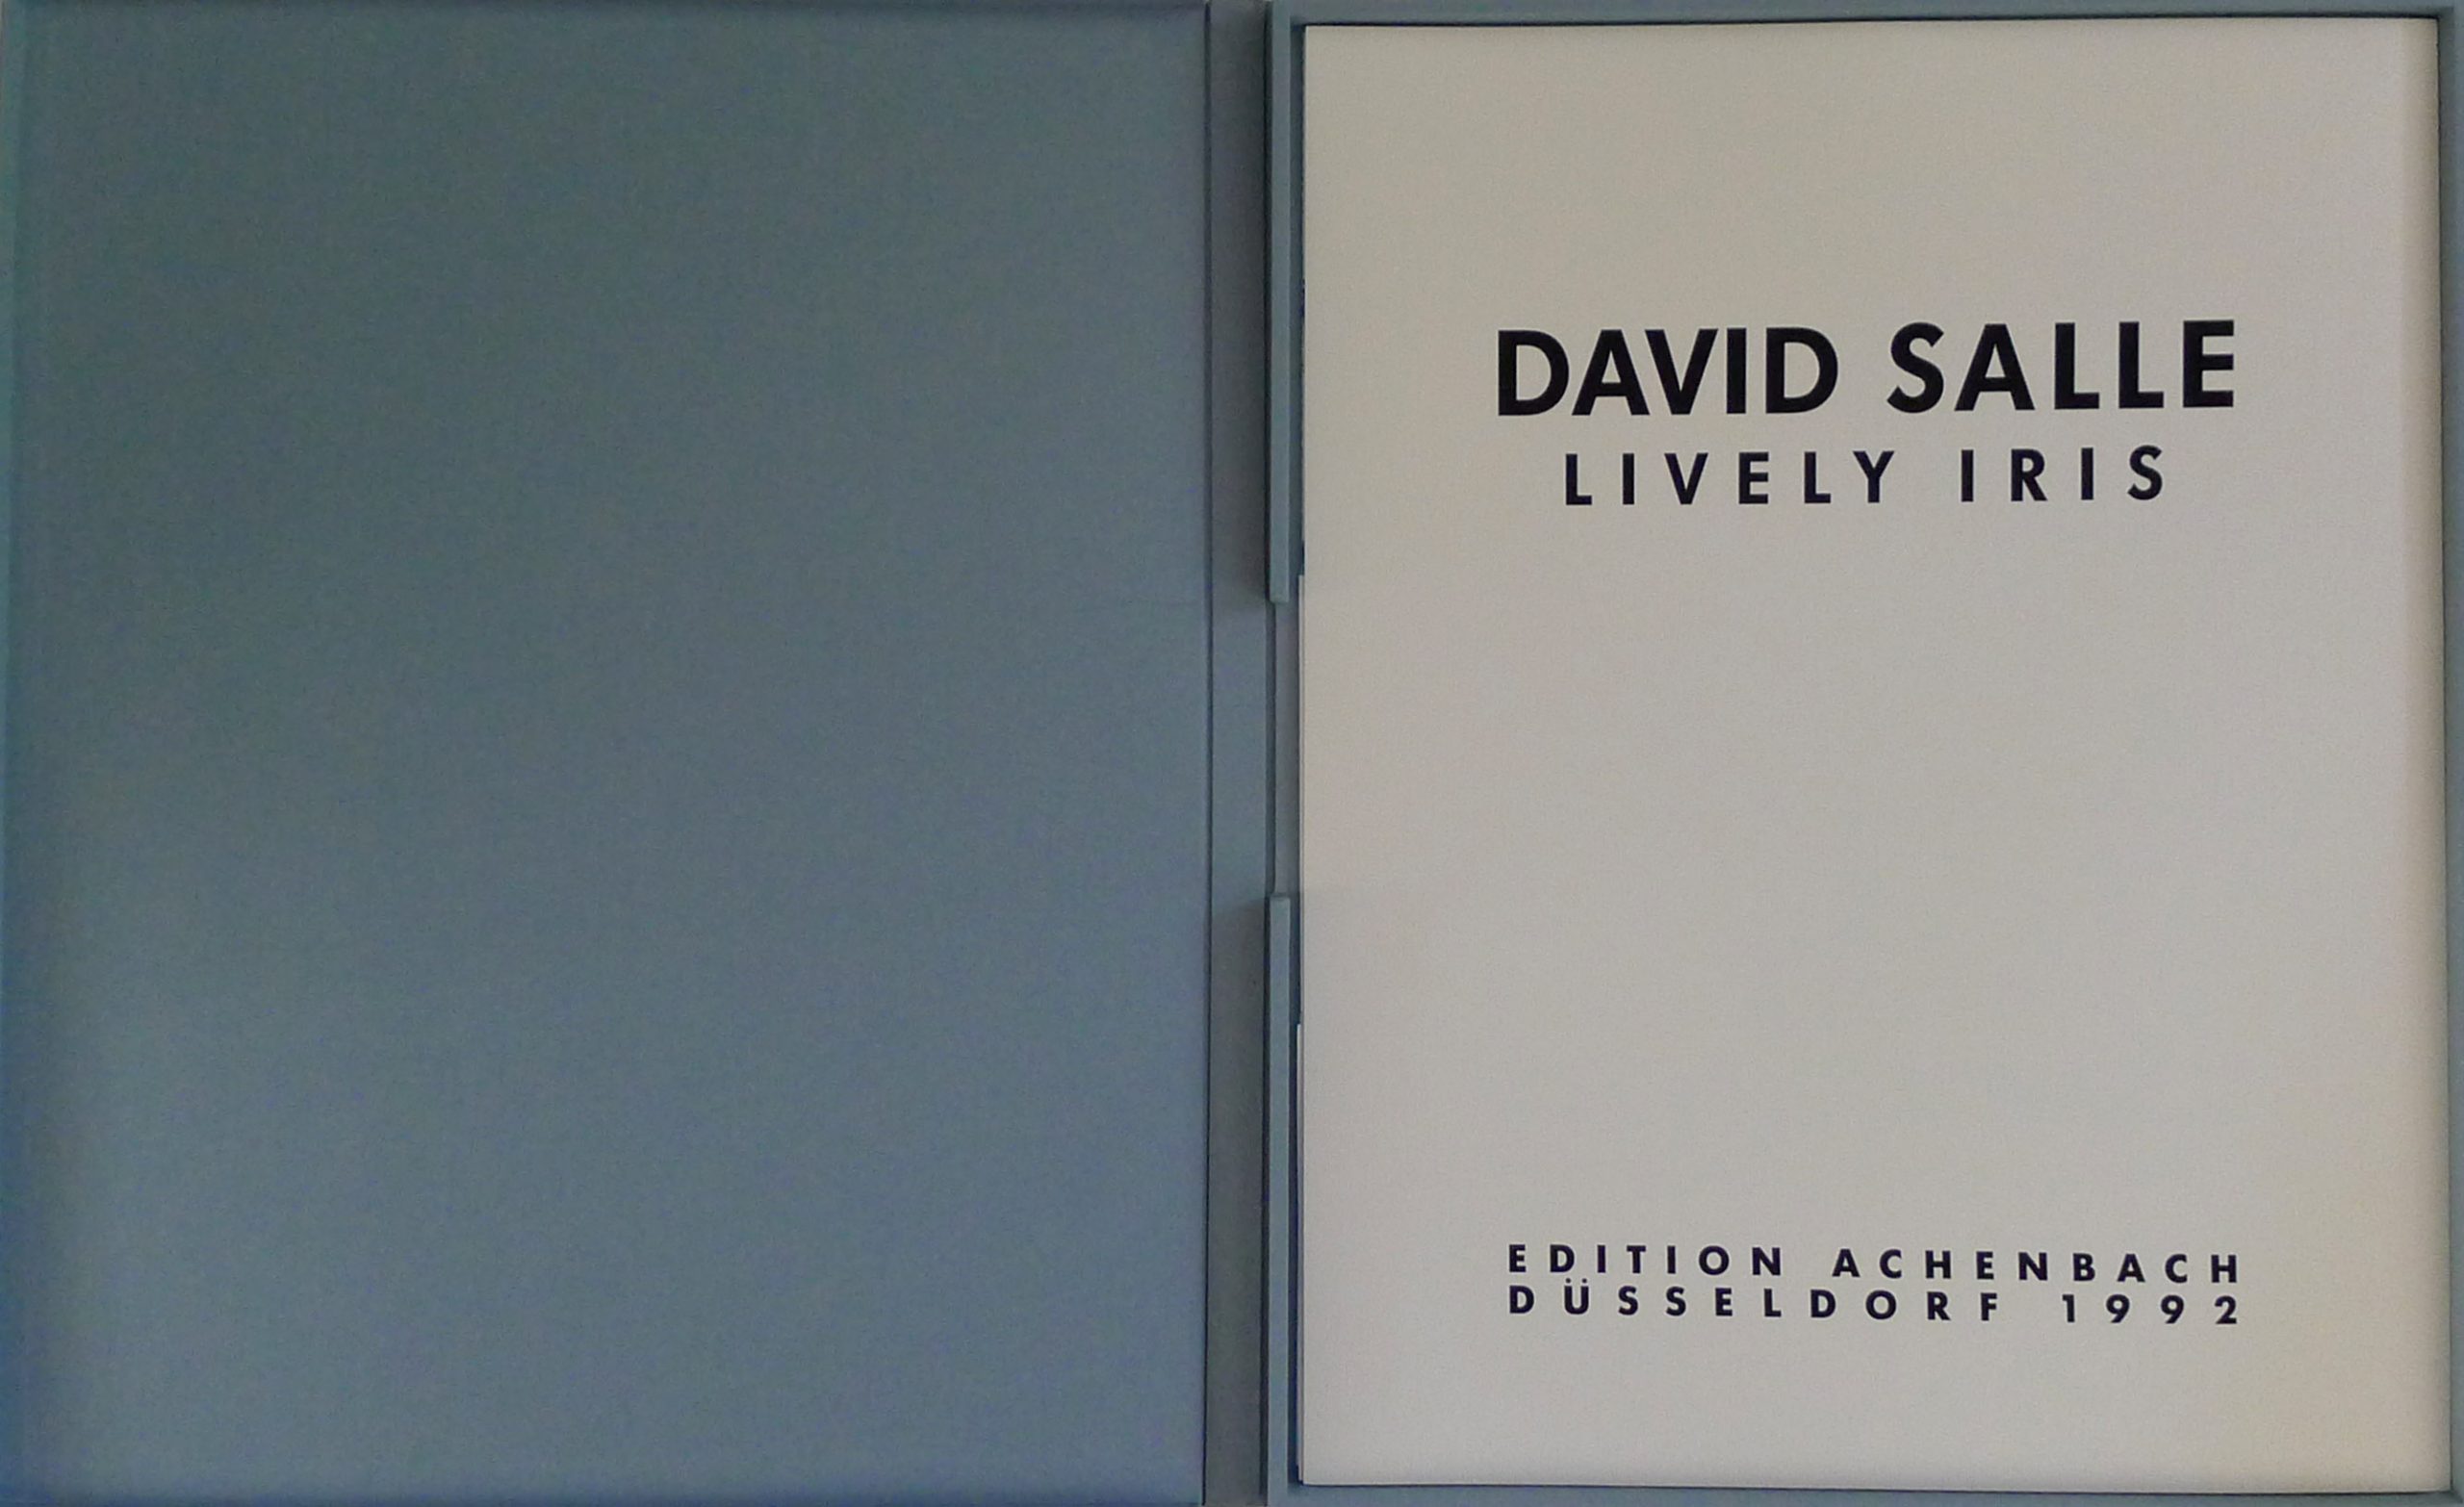 DAVID SALLE
LIVELY IRIS
EDITION ACHENBACH
DÜSSELDORF 1992